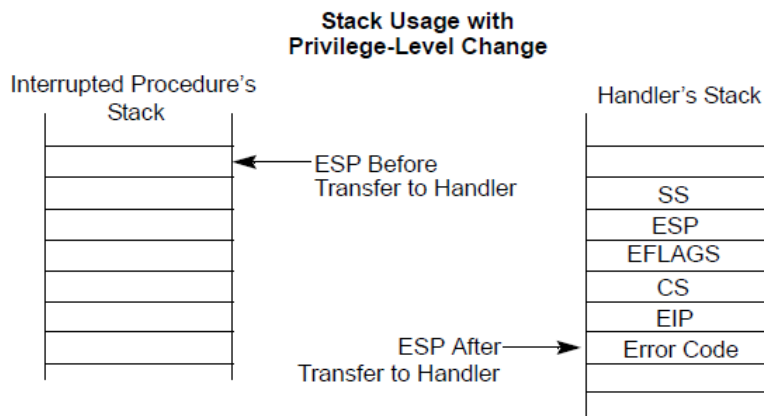 Stack Usage with
Privilege-Level Change
Interrupted Procedure's
Stack
Handler's Stack
ESP Before
Transfer to Handler
SS
ESP
EFLAGS
CS
EIP
ESP After
Transfer to Handler
Error Code